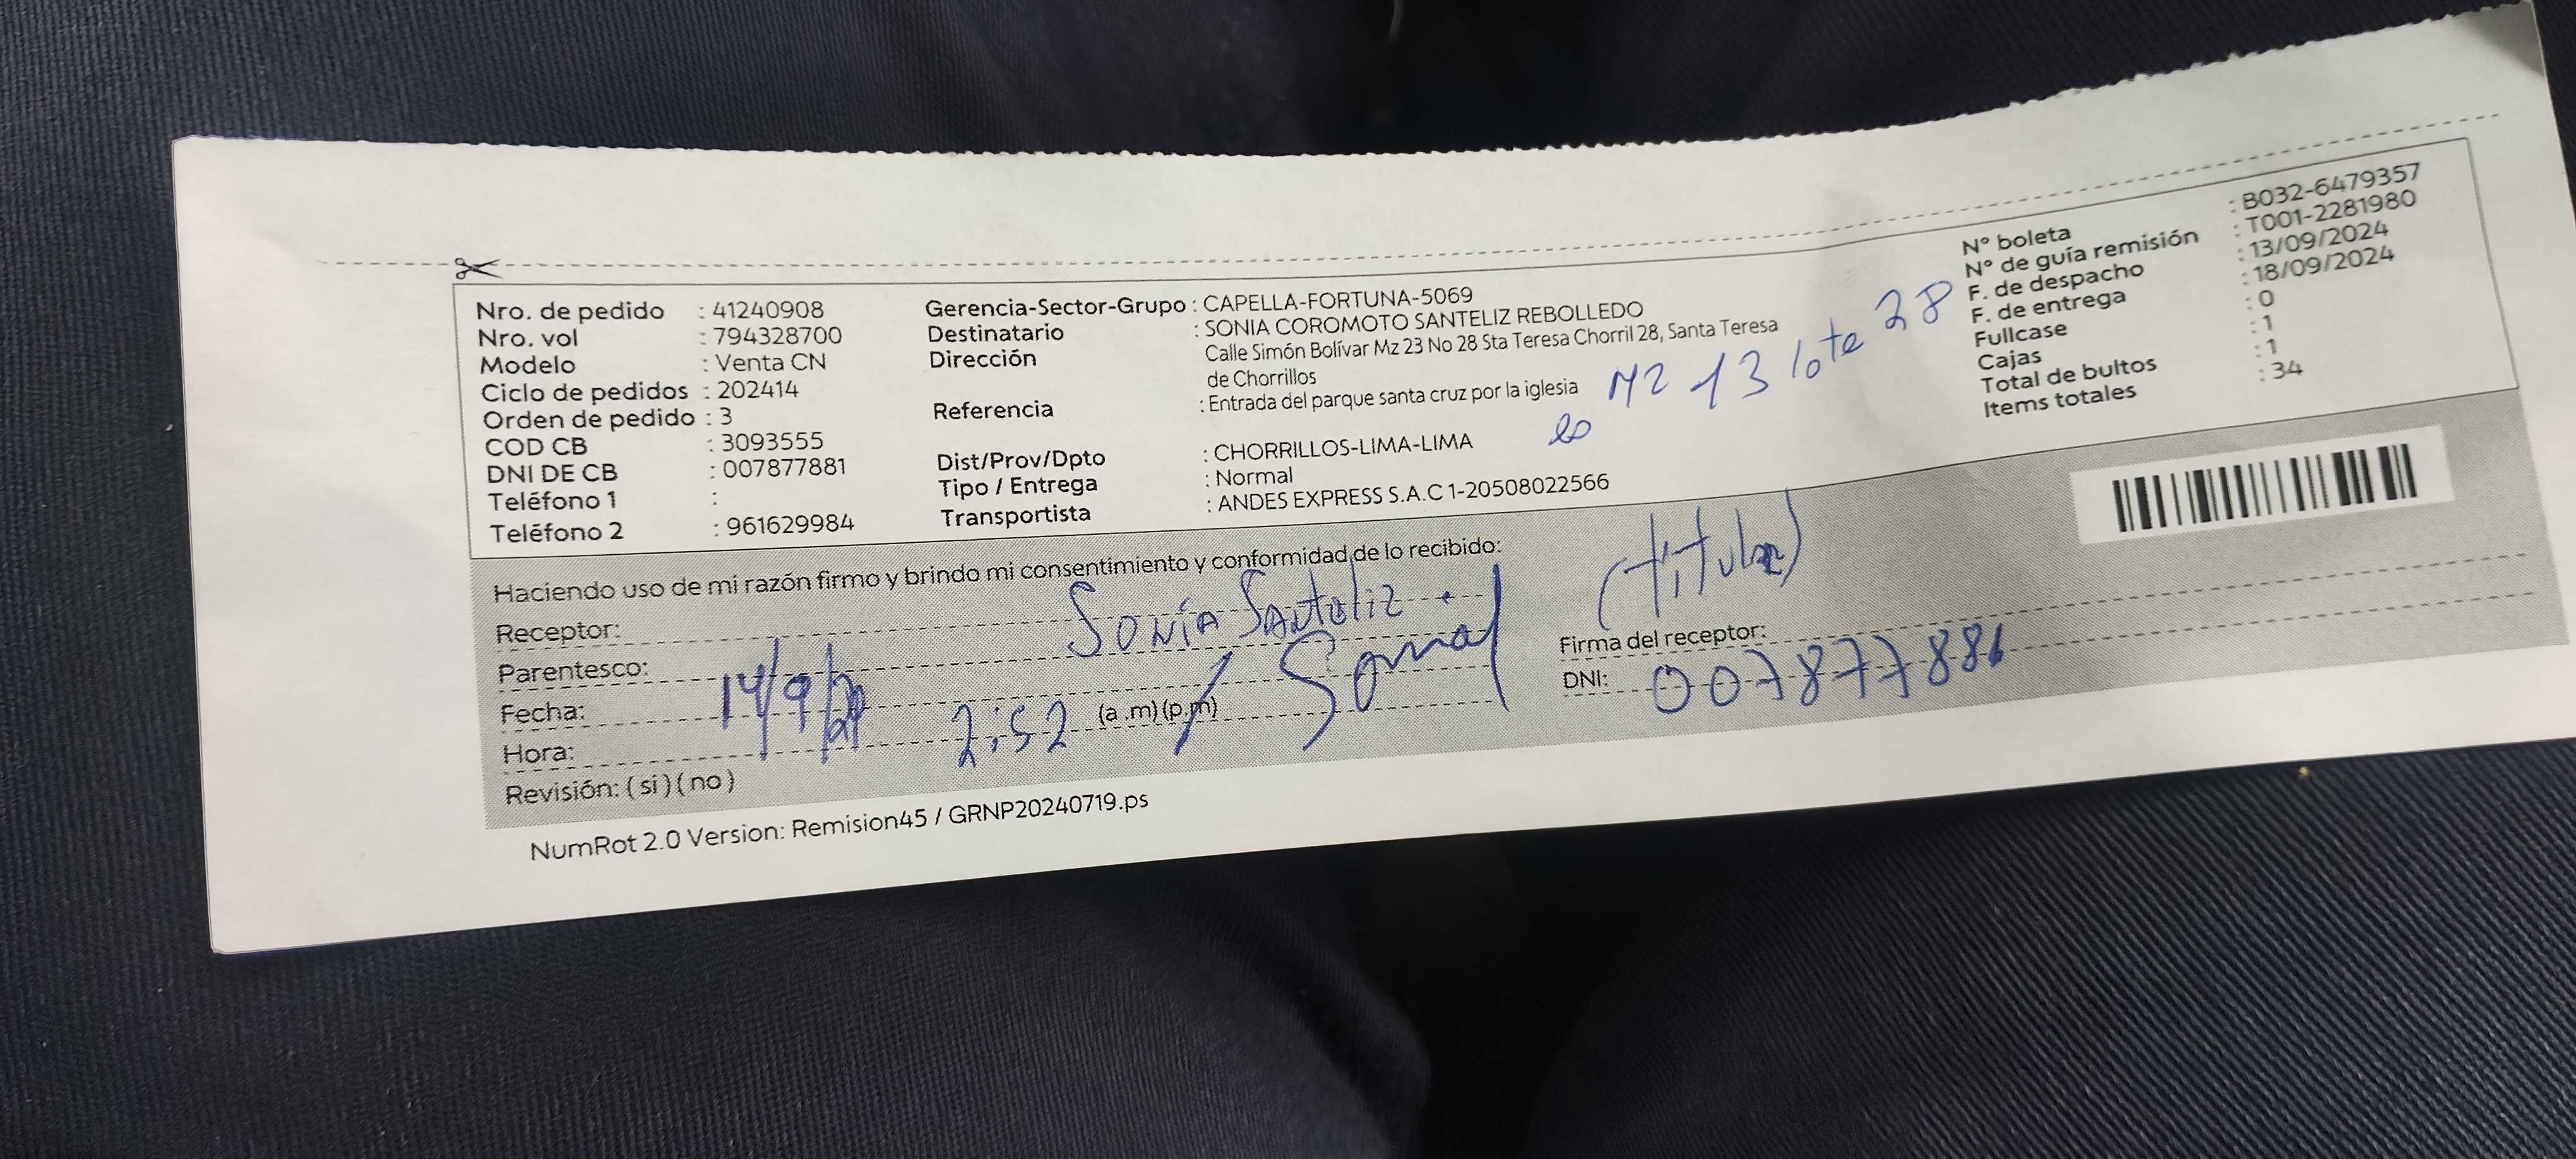 Nro. de pedido : 41240908
Nro. vol : 794328700
Modelo : Venta CN
Ciclo de pedidos : 202414
Orden de pedido : 3
COD CB : 3093555
DNI DE CB : 007877881
Teléfono 1 :
Teléfono 2 : 961629984
Gerencia-Sector-Grupo : CAPELLA-FORTUNA-5069
Destinatario : SONIA COROMOTO SANTELIZ REBOLLEDO
Dirección Calle Simón Bolívar Mz 23 No 28 Sta Teresa Chorril 28, Santa Teresa
de Chorrillos
Referencia : Entrada del parque santa cruz por la iglesia
MZ 13 lote 28
Dist/Prov/Dpto : CHORRILLOS-LIMA-LIMA
Tipo / Entrega : Normal
Transportista : ANDES EXPRESS S.A.C 1-20508022566
N° boleta : B032-6479357
N° de guía remisión : T001-2281980
F. de despacho : 13/09/2024
F. de entrega : 18/09/2024
Fullcase : 0
Cajas : 1
Total de bultos : 1
Items totales : 34
Haciendo uso de mi razón firmo y brindo mi consentimiento y conformidad de lo recibido:
Receptor: Sonía Santeliz.
(titular)
Parentesco:
Firma del receptor:
Fecha: 14/9/
DNI: 007877881
Hora: 2:52 (a .m) (p.m)
Revisión: ( si ) ( no )
NumRot 2.0 Version: Remision45 / GRNP20240719.ps